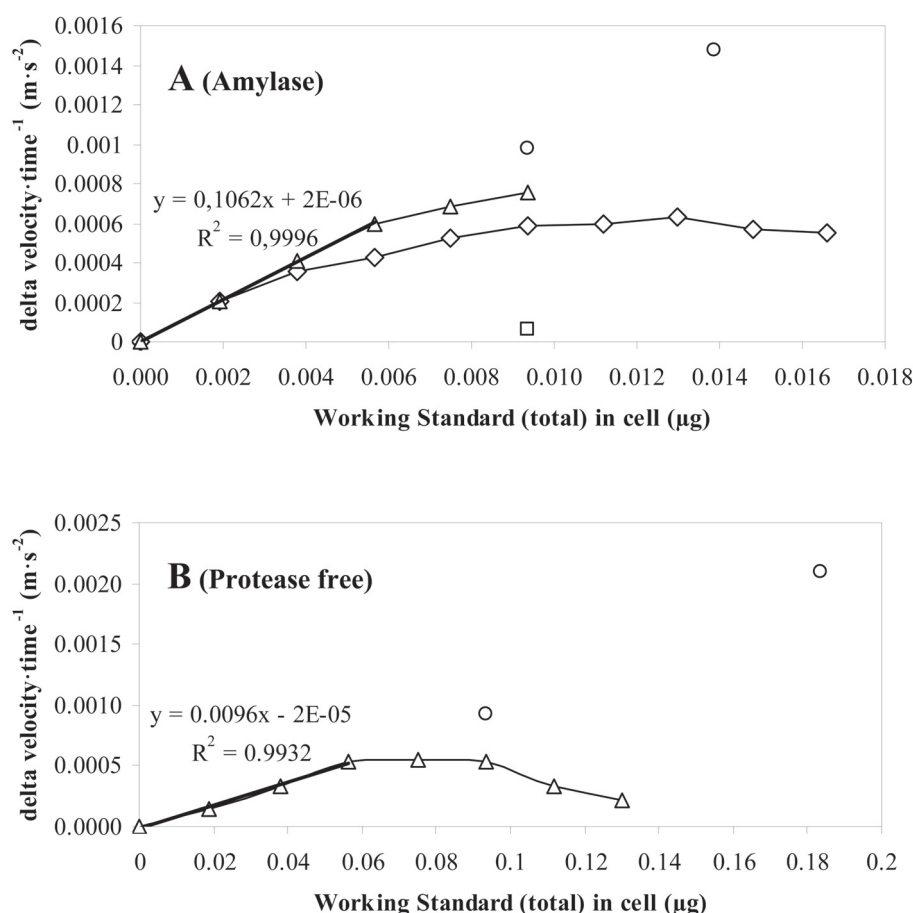 0.0016
0.0014
0.0012
0.001
0.0008
0.0006
0.0004
0.0002
0
delta velocity·time⁻¹ (m·s⁻²)
A (Amylase)
y = 0,1062x + 2E-06
R² = 0,9996
0.000 0.002 0.004 0.006 0.008 0.010 0.012 0.014 0.016 0.018
Working Standard (total) in cell (µg)
0.0025
0.0020
0.0015
0.0010
0.0005
0.0000
delta velocity·time⁻¹ (m·s⁻²)
B (Protease free)
y = 0.0096x - 2E-05
R² = 0.9932
0 0.02 0.04 0.06 0.08 0.1 0.12 0.14 0.16 0.18 0.2
Working Standard (total) in cell (µg)